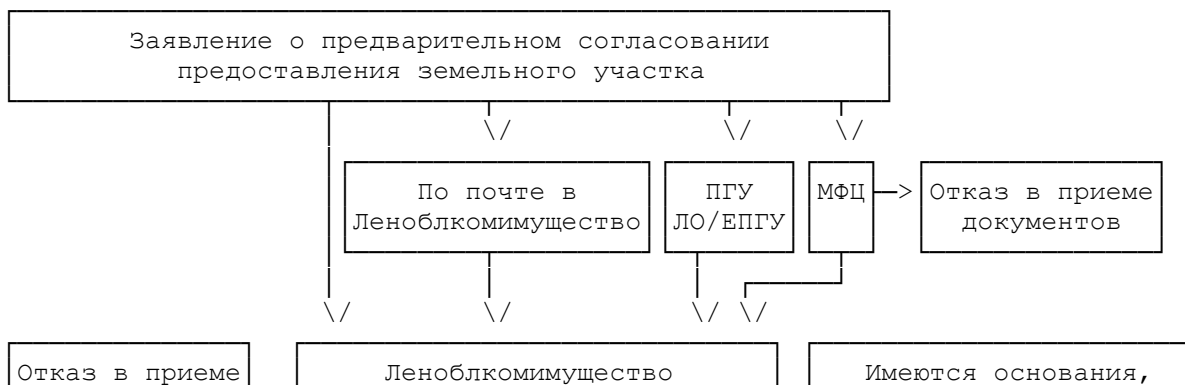 Заявление о предварительном согласовании
предоставления земельного участка
По почте в
Леноблкомимущество
ПГУ
ЛО/ЕПГУ
МФЦ
Отказ в приеме
документов
Отказ в приеме
Леноблкомимущество
Имеются основания,